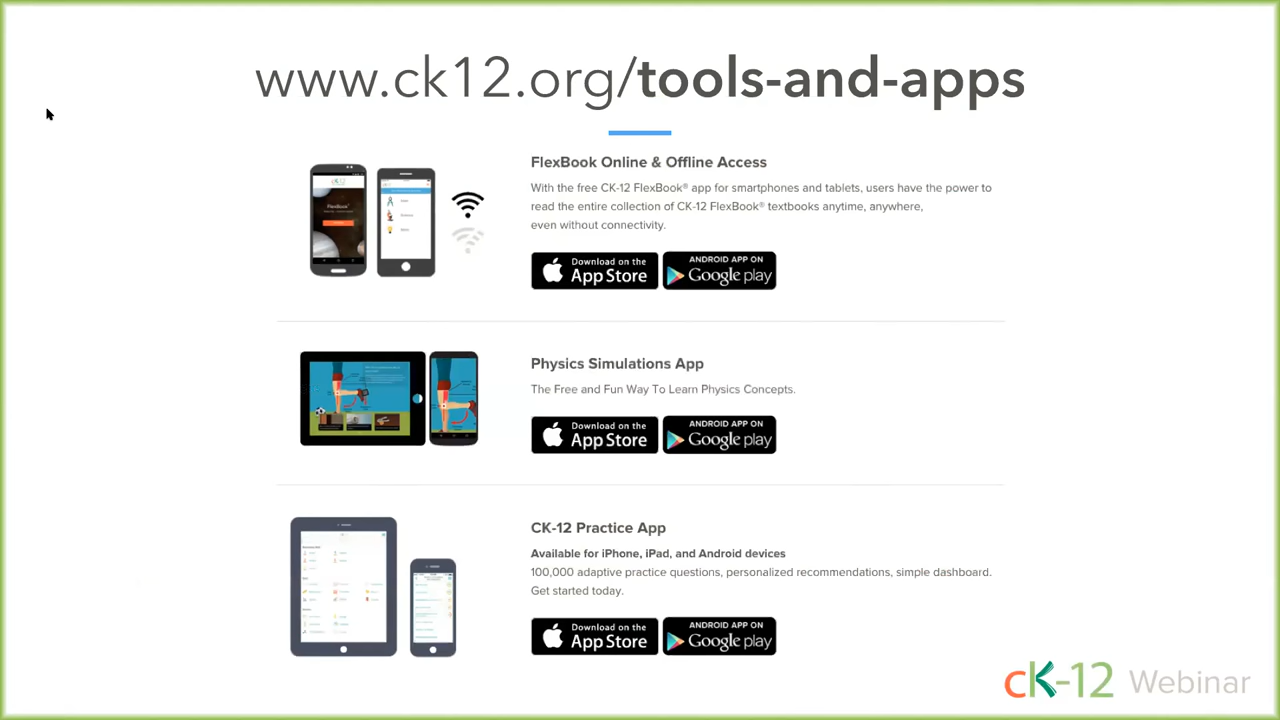 www.ck12.org/tools-and-apps
FlexBook Online & Offline Access
With the free CK-12 FlexBook® app for smartphones and tablets, users have the power to
read the entire collection of CK-12 FlexBook® textbooks anytime, anywhere,
even without connectivity.
Download on the
App Store
ANDROID APP ON
Google play
Physics Simulations App
The Free and Fun Way To Learn Physics Concepts.
Download on the
App Store
ANDROID APP ON
Google play
CK-12 Practice App
Available for iPhone, iPad, and Android devices
100,000 adaptive practice questions, personalized recommendations, simple dashboard.
Get started today.
Download on the
App Store
ANDROID APP ON
Google play
cK-12 Webinar